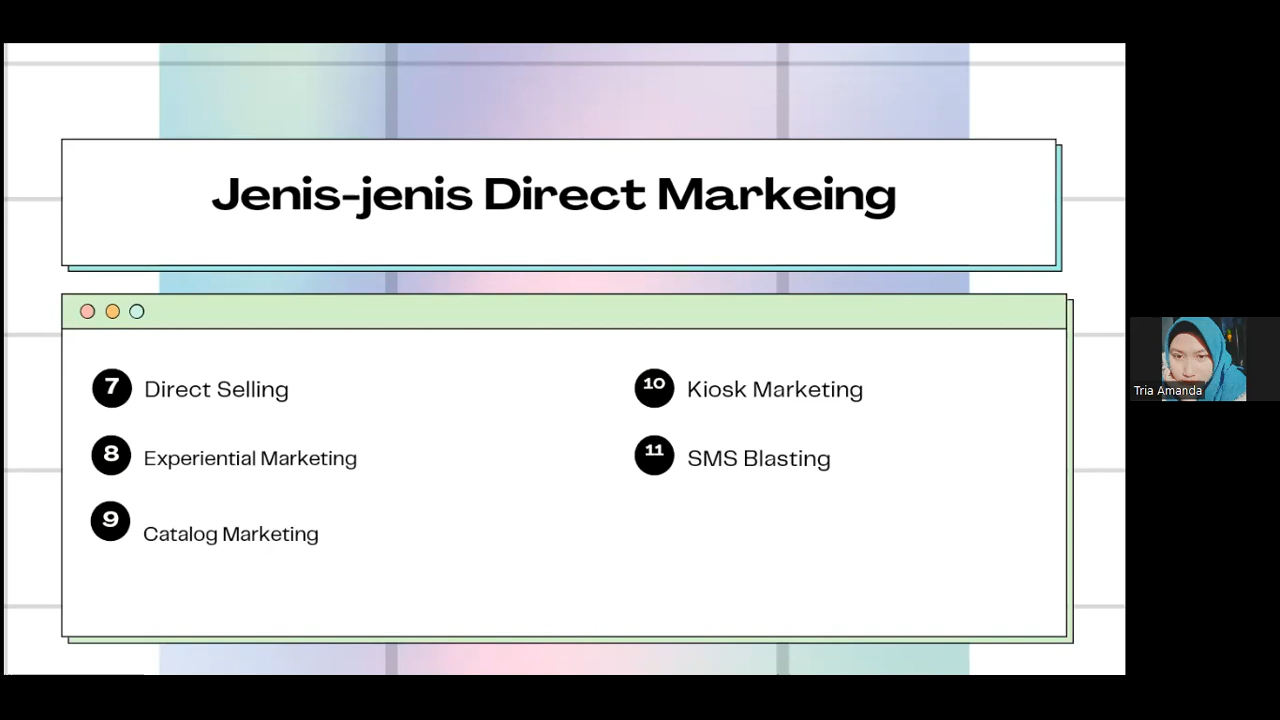 Jenis-jenis Direct Markeing
7 Direct Selling
8 Experiential Marketing
9 Catalog Marketing
10 Kiosk Marketing
11 SMS Blasting
Tria Amanda